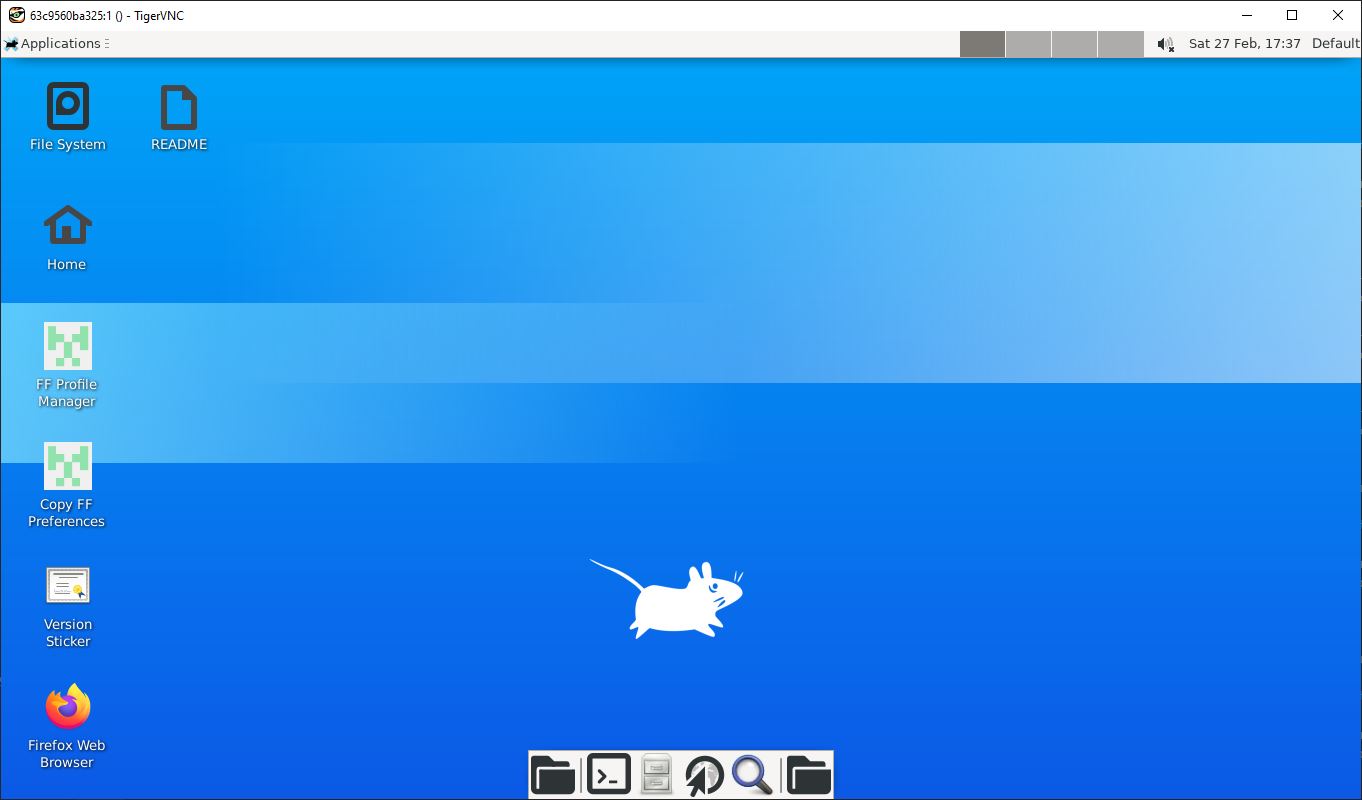 63c9560ba325:1 () - TigerVNC
Applications
Sat 27 Feb, 17:37 Default
File System
README
Home
FF Profile
Manager
Copy FF
Preferences
Version
Sticker
Firefox Web
Browser